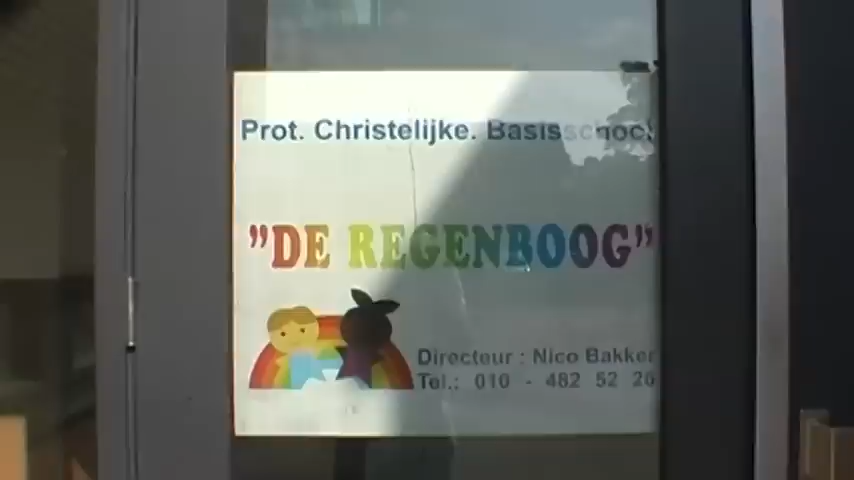 Prot. Christelijke. Basisschool
"DE REGENBOOG"
Directeur : Nico Bakker
Tel.: 010 - 482 52 26